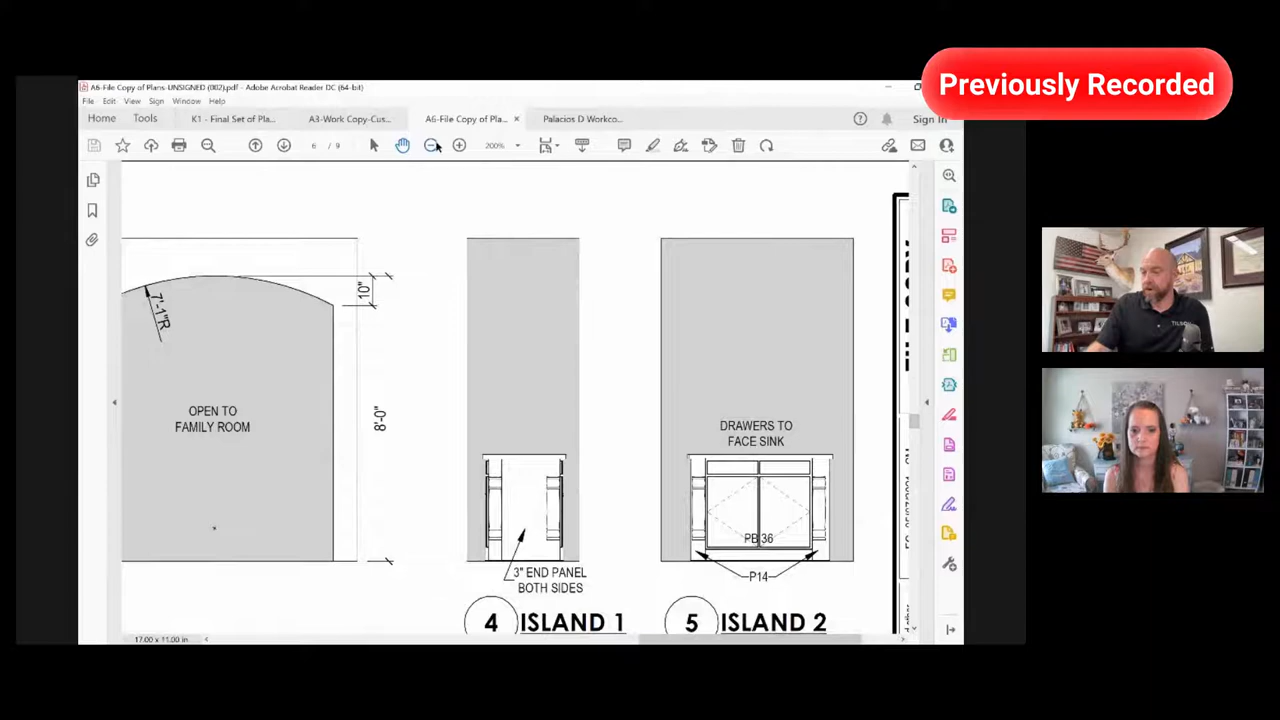 Previously Recorded
A6-File Copy of Plans-UNSIGNED (002).pdf - Adobe Acrobat Reader DC (64-bit)
File Edit View Sign Window Help
Home Tools K1 - Final Set of Pla... A3-Work Copy-Cus... A6-File Copy of Pla... × Palacios D Workco... Sign In
6 / 9 200%
10"
7'-1"R
8'-0"
OPEN TO
FAMILY ROOM
DRAWERS TO
FACE SINK
PB 36
P14
3" END PANEL
BOTH SIDES
4 ISLAND 1
5 ISLAND 2
17.00 x 11.00 in